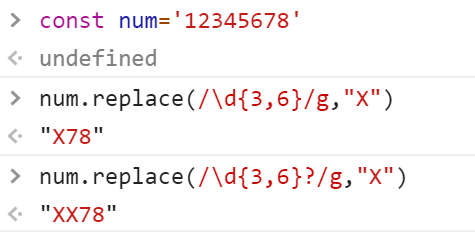 > const num='12345678'
<· undefined
> num.replace(/\d{3,6}/g,"X")
<· "X78"
> num.replace(/\d{3,6}?/g,"X")
<· "XX78"